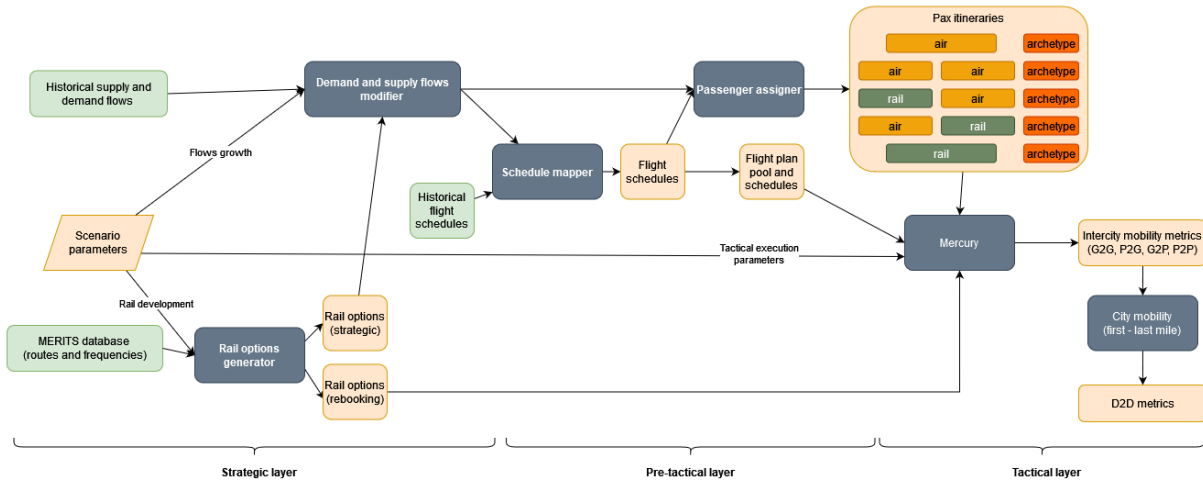 Pax itineraries
air
archetype
air
air
archetype
rail
air
archetype
air
rail
archetype
rail
archetype
Historical supply and
demand flows
Demand and supply flows
modifier
Passenger assigner
Flows growth
Schedule mapper
Flight
schedules
Flight plan
pool and
schedules
Historical
flight
schedules
Scenario
parameters
Tactical execution
parameters
Mercury
Intercity mobility metrics
(G2G, P2G, G2P, P2P)
Rail development
MERITS database
(routes and frequencies)
Rail options
generator
Rail options
(strategic)
Rail options
(rebooking)
City mobility
(first - last mile)
D2D metrics
Strategic layer
Pre-tactical layer
Tactical layer